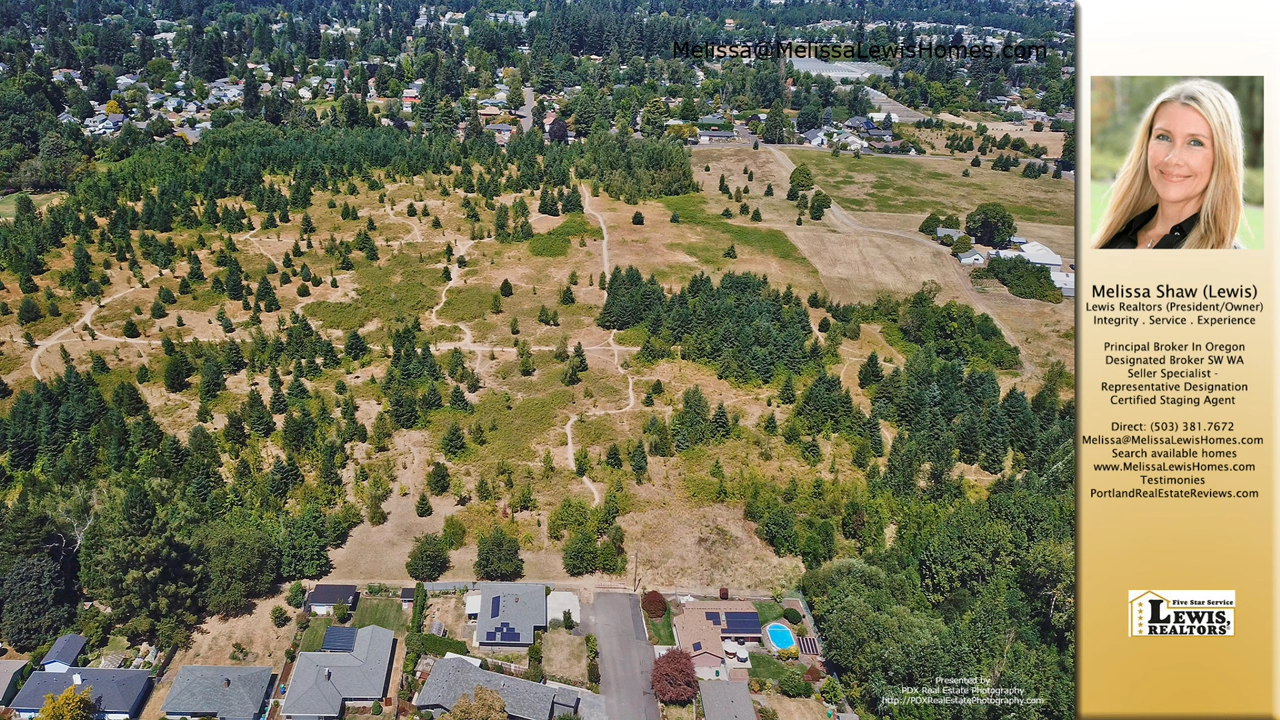 Melissa@MelissaLewisHomes.com
Melissa Shaw (Lewis)
Lewis Realtors (President/Owner)
Integrity . Service . Experience
Principal Broker In Oregon
Designated Broker SW WA
Seller Specialist -
Representative Designation
Certified Staging Agent
Direct: (503) 381.7672
Melissa@MelissaLewisHomes.com
Search available homes
www.MelissaLewisHomes.com
Testimonies
PortlandRealEstateReviews.com
Five Star Service
LEWIS,
REALTORS®
Presented by
PDX Real Estate Photography
http://PDXRealEstatePhotography.com